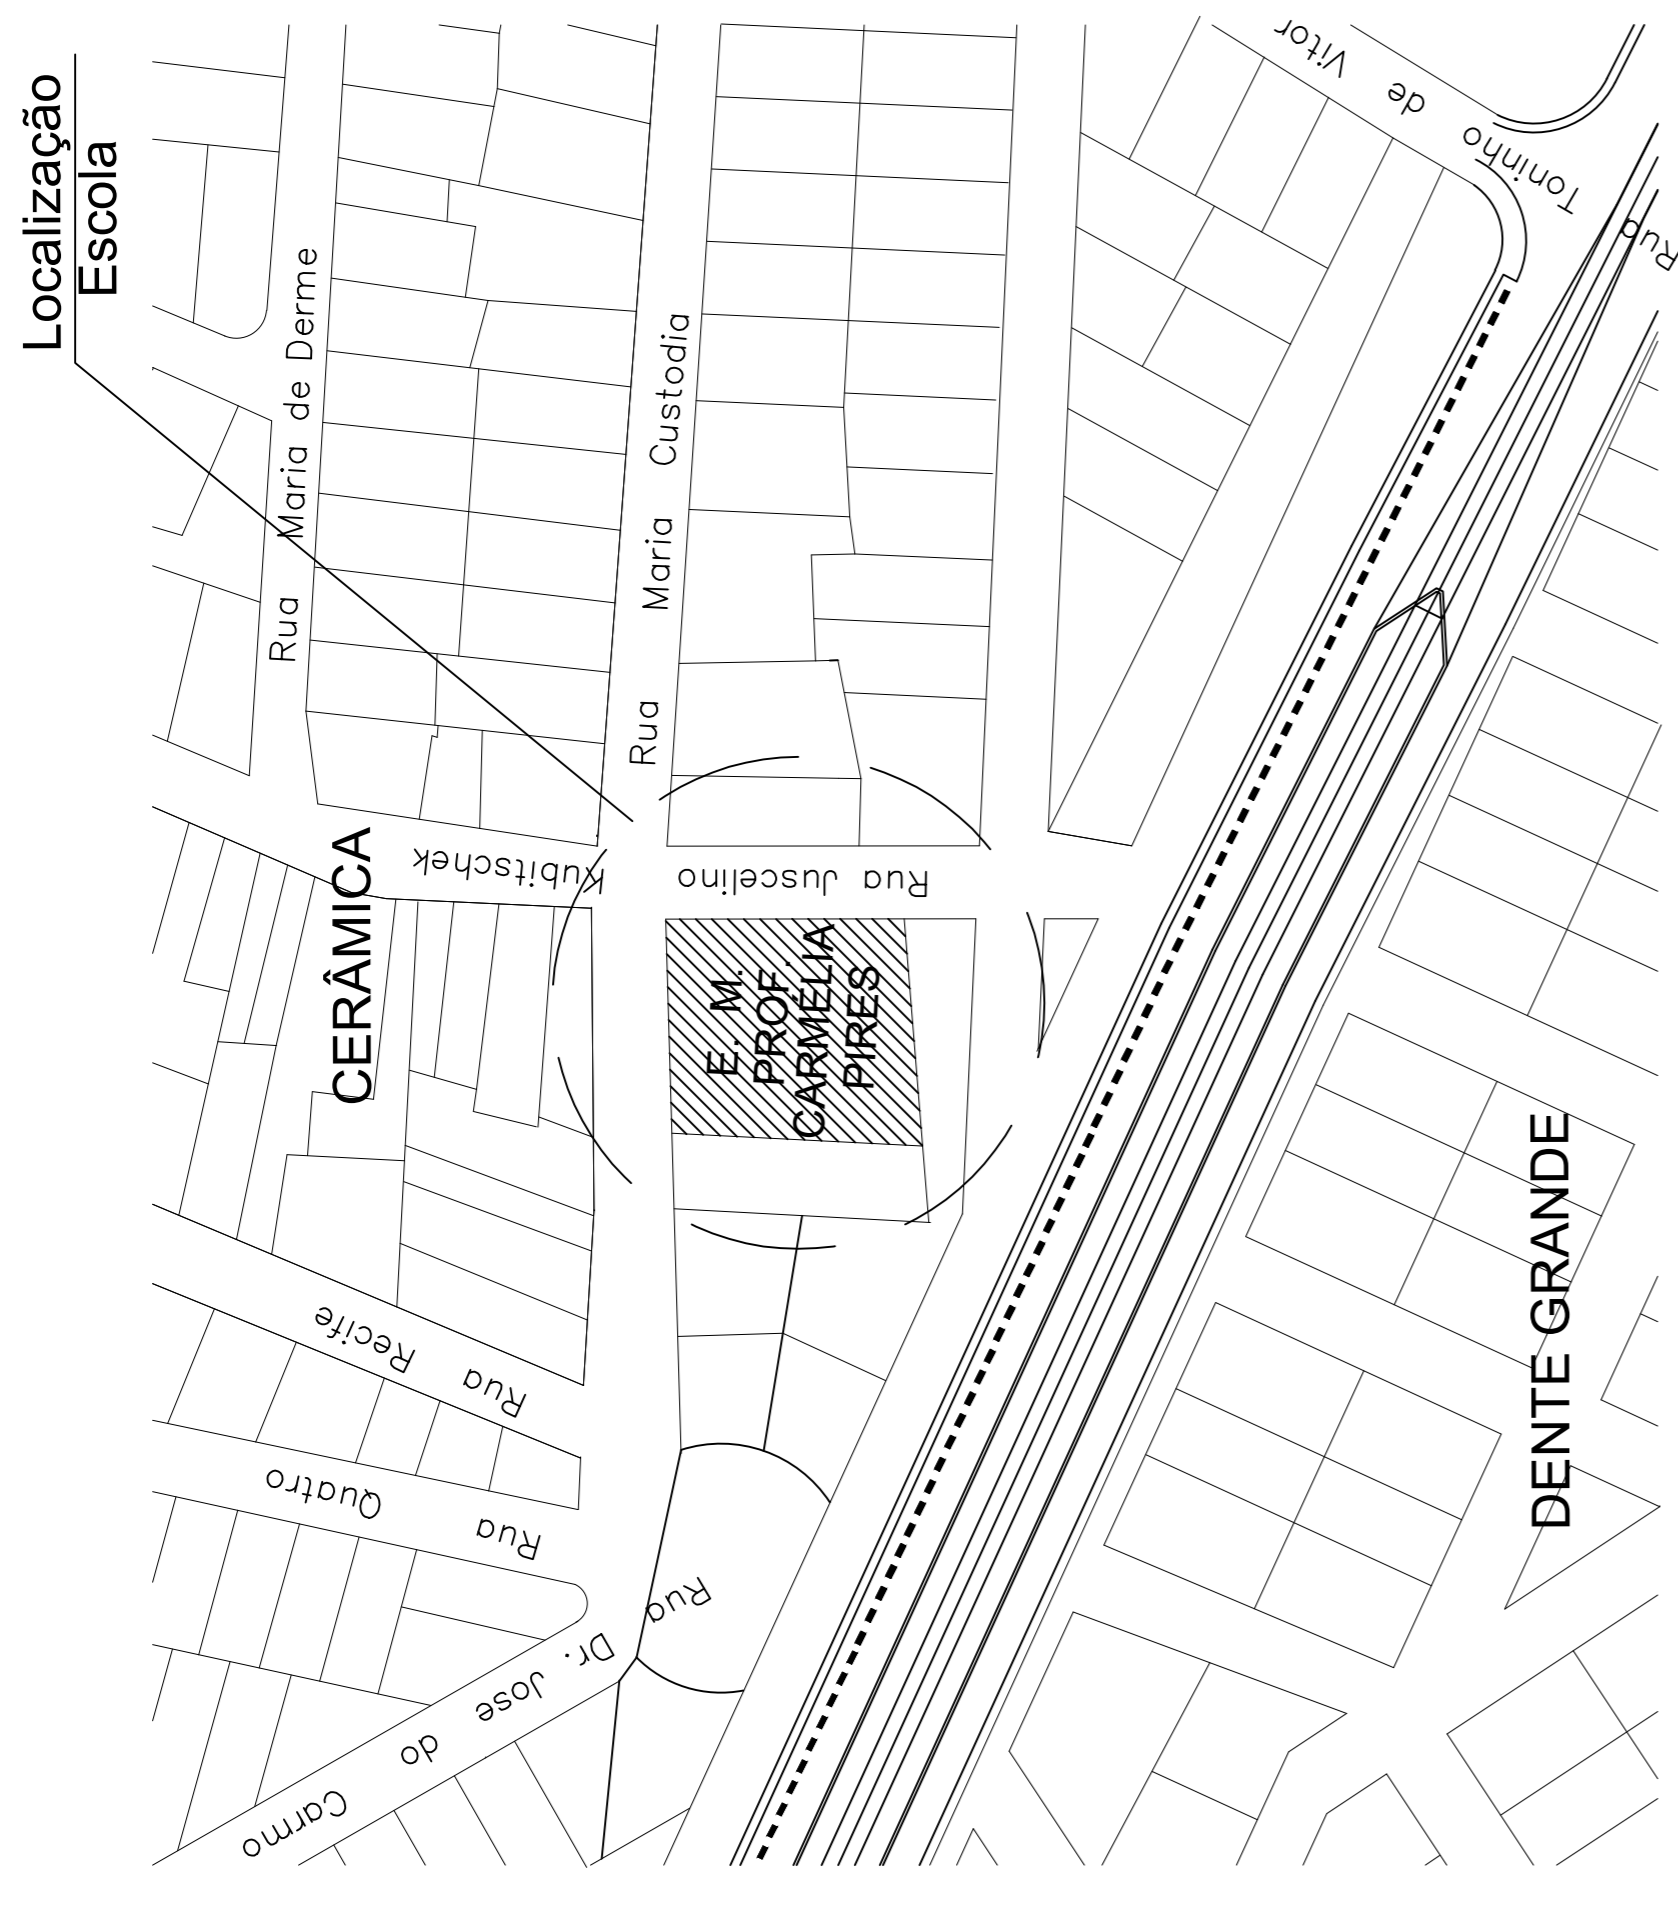 Localização
Escola
Rua Maria de Derme
Rua Maria Custodia
Rua Toninho de Vitor
CERÂMICA
Rua Juscelino Kubitschek
E. M.
PROF.
CARMÉLIA
PIRES
DENTE GRANDE
Rua Recife
Rua Quatro
Rua Dr. Jose do Carmo